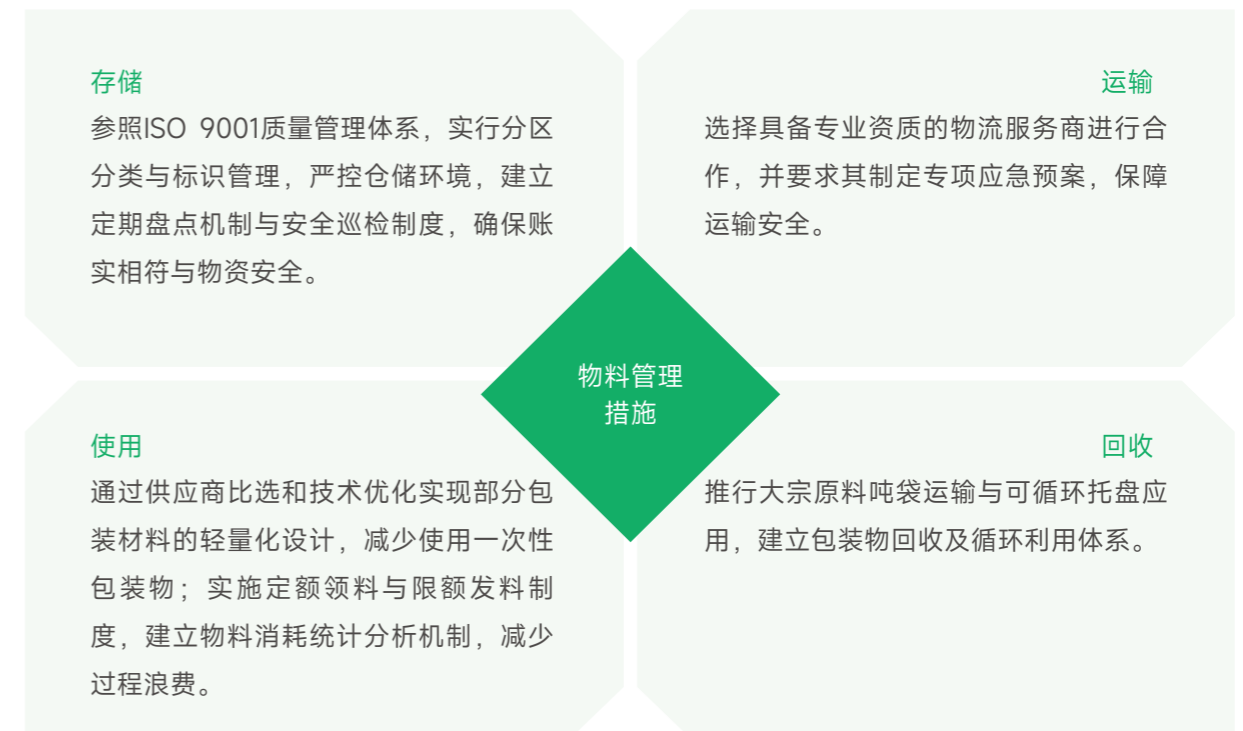 存储
参照ISO 9001质量管理体系，实行分区
分类与标识管理，严控仓储环境，建立
定期盘点机制与安全巡检制度，确保账
实相符与物资安全。
运输
选择具备专业资质的物流服务商进行合
作，并要求其制定专项应急预案，保障
运输安全。
物料管理
措施
使用
通过供应商比选和技术优化实现部分包
装材料的轻量化设计，减少使用一次性
包装物；实施定额领料与限额发料制
度，建立物料消耗统计分析机制，减少
过程浪费。
回收
推行大宗原料吨袋运输与可循环托盘应
用，建立包装物回收及循环利用体系。